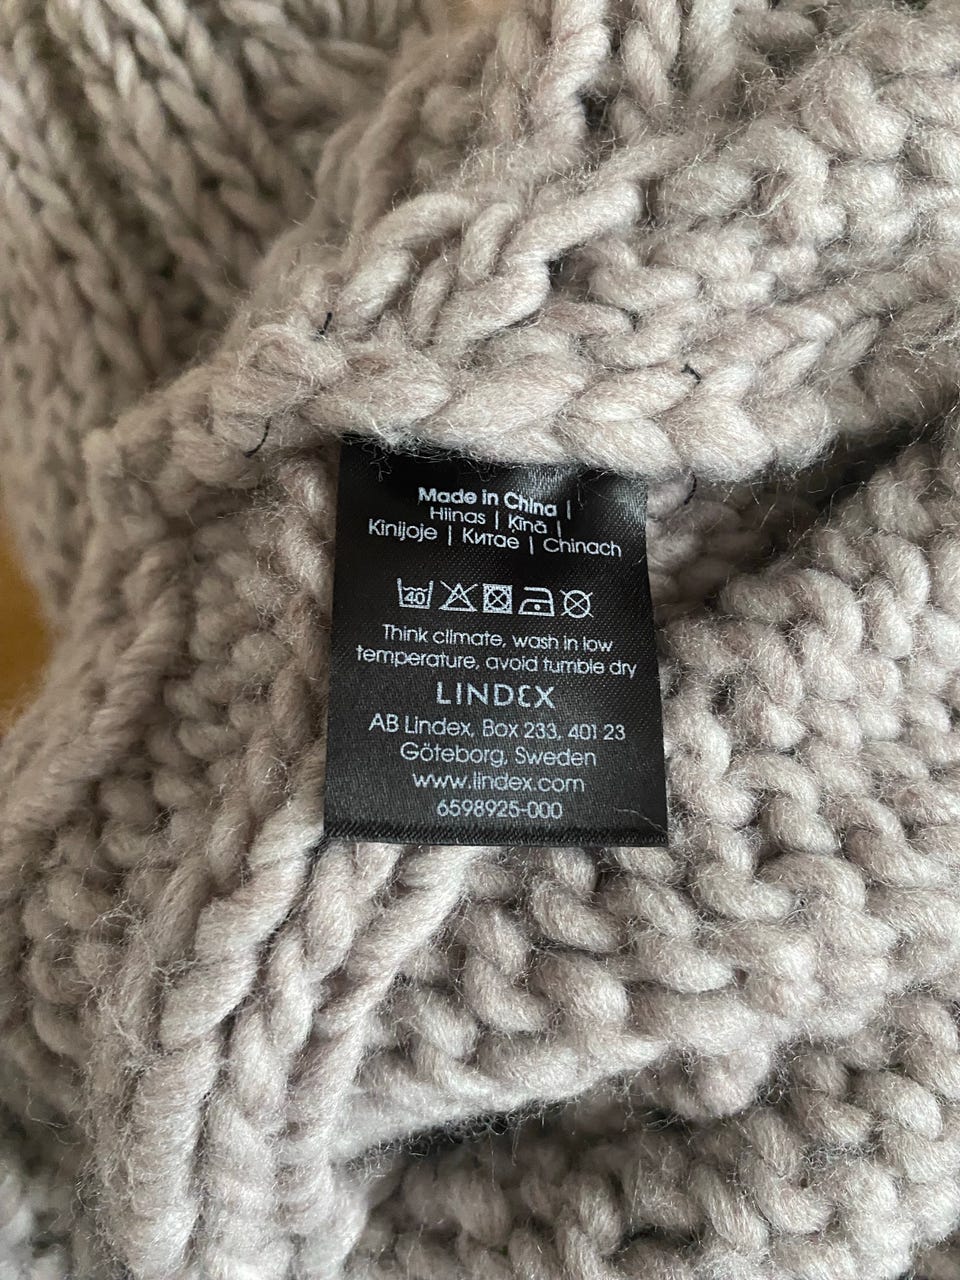 Made in China |
Hiinas | Ķīnā |
Kinijoje | Китае | Chinach
40
Think climate, wash in low
temperature, avoid tumble dry
LINDEX
AB Lindex, Box 233, 401 23
Göteborg, Sweden
www.lindex.com
6598925-000